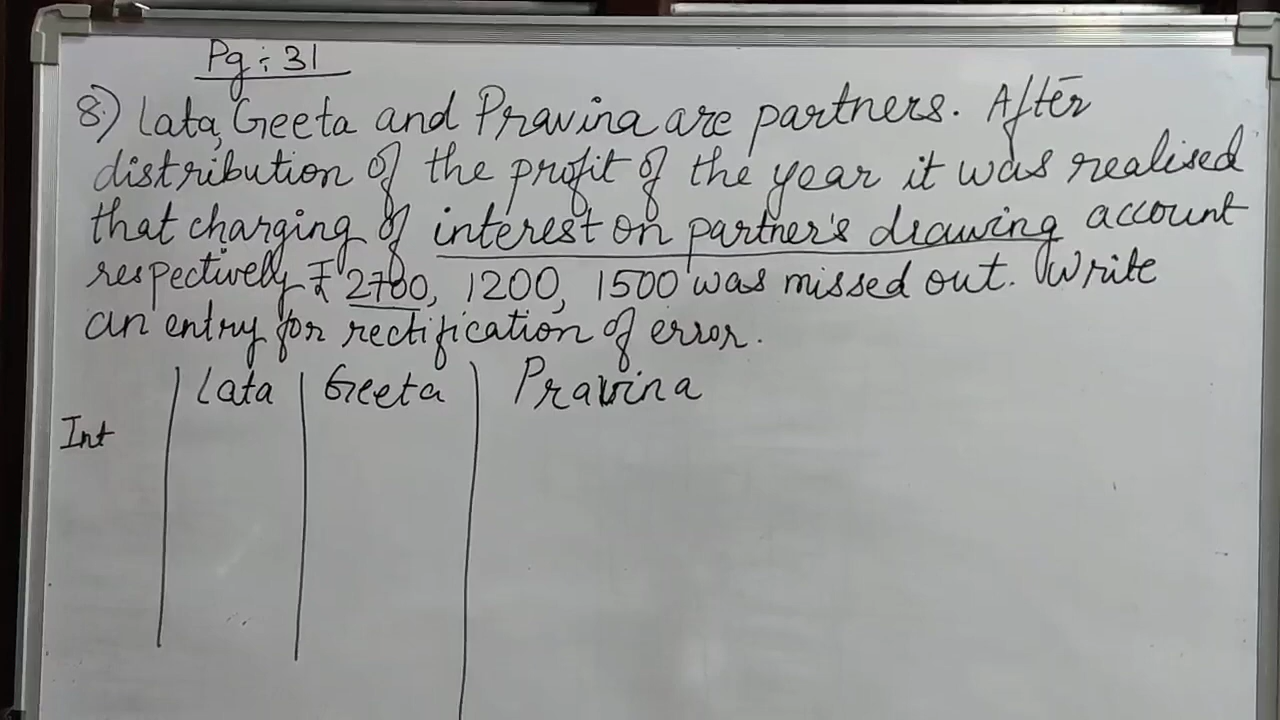 Pg ÷ 31
8.) Lata, Geeta and Pravina are partners. After
distribution of the profit of the year it was realised
that charging of interest on partner's drawing account
respectively ₹ 2700, 1200, 1500 was missed out. Write
an entry for rectification of error.
Lata Geeta Pravina
Int